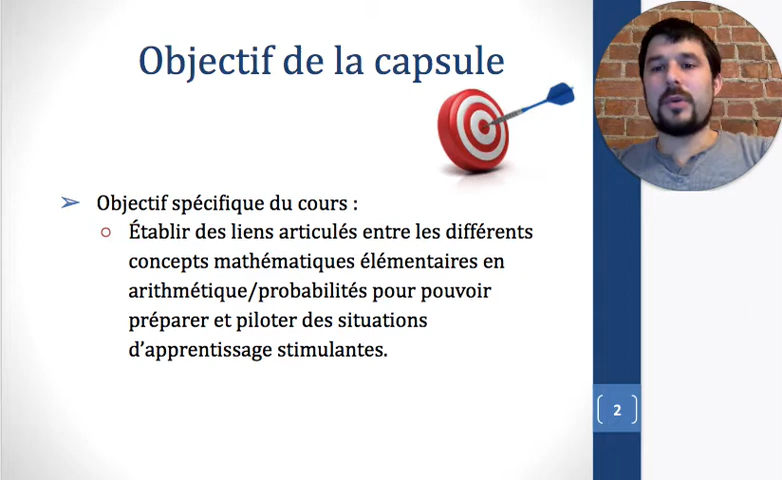 Objectif de la capsule
➢ Objectif spécifique du cours :
o Établir des liens articulés entre les différents
concepts mathématiques élémentaires en
arithmétique/probabilités pour pouvoir
préparer et piloter des situations
d’apprentissage stimulantes.
2